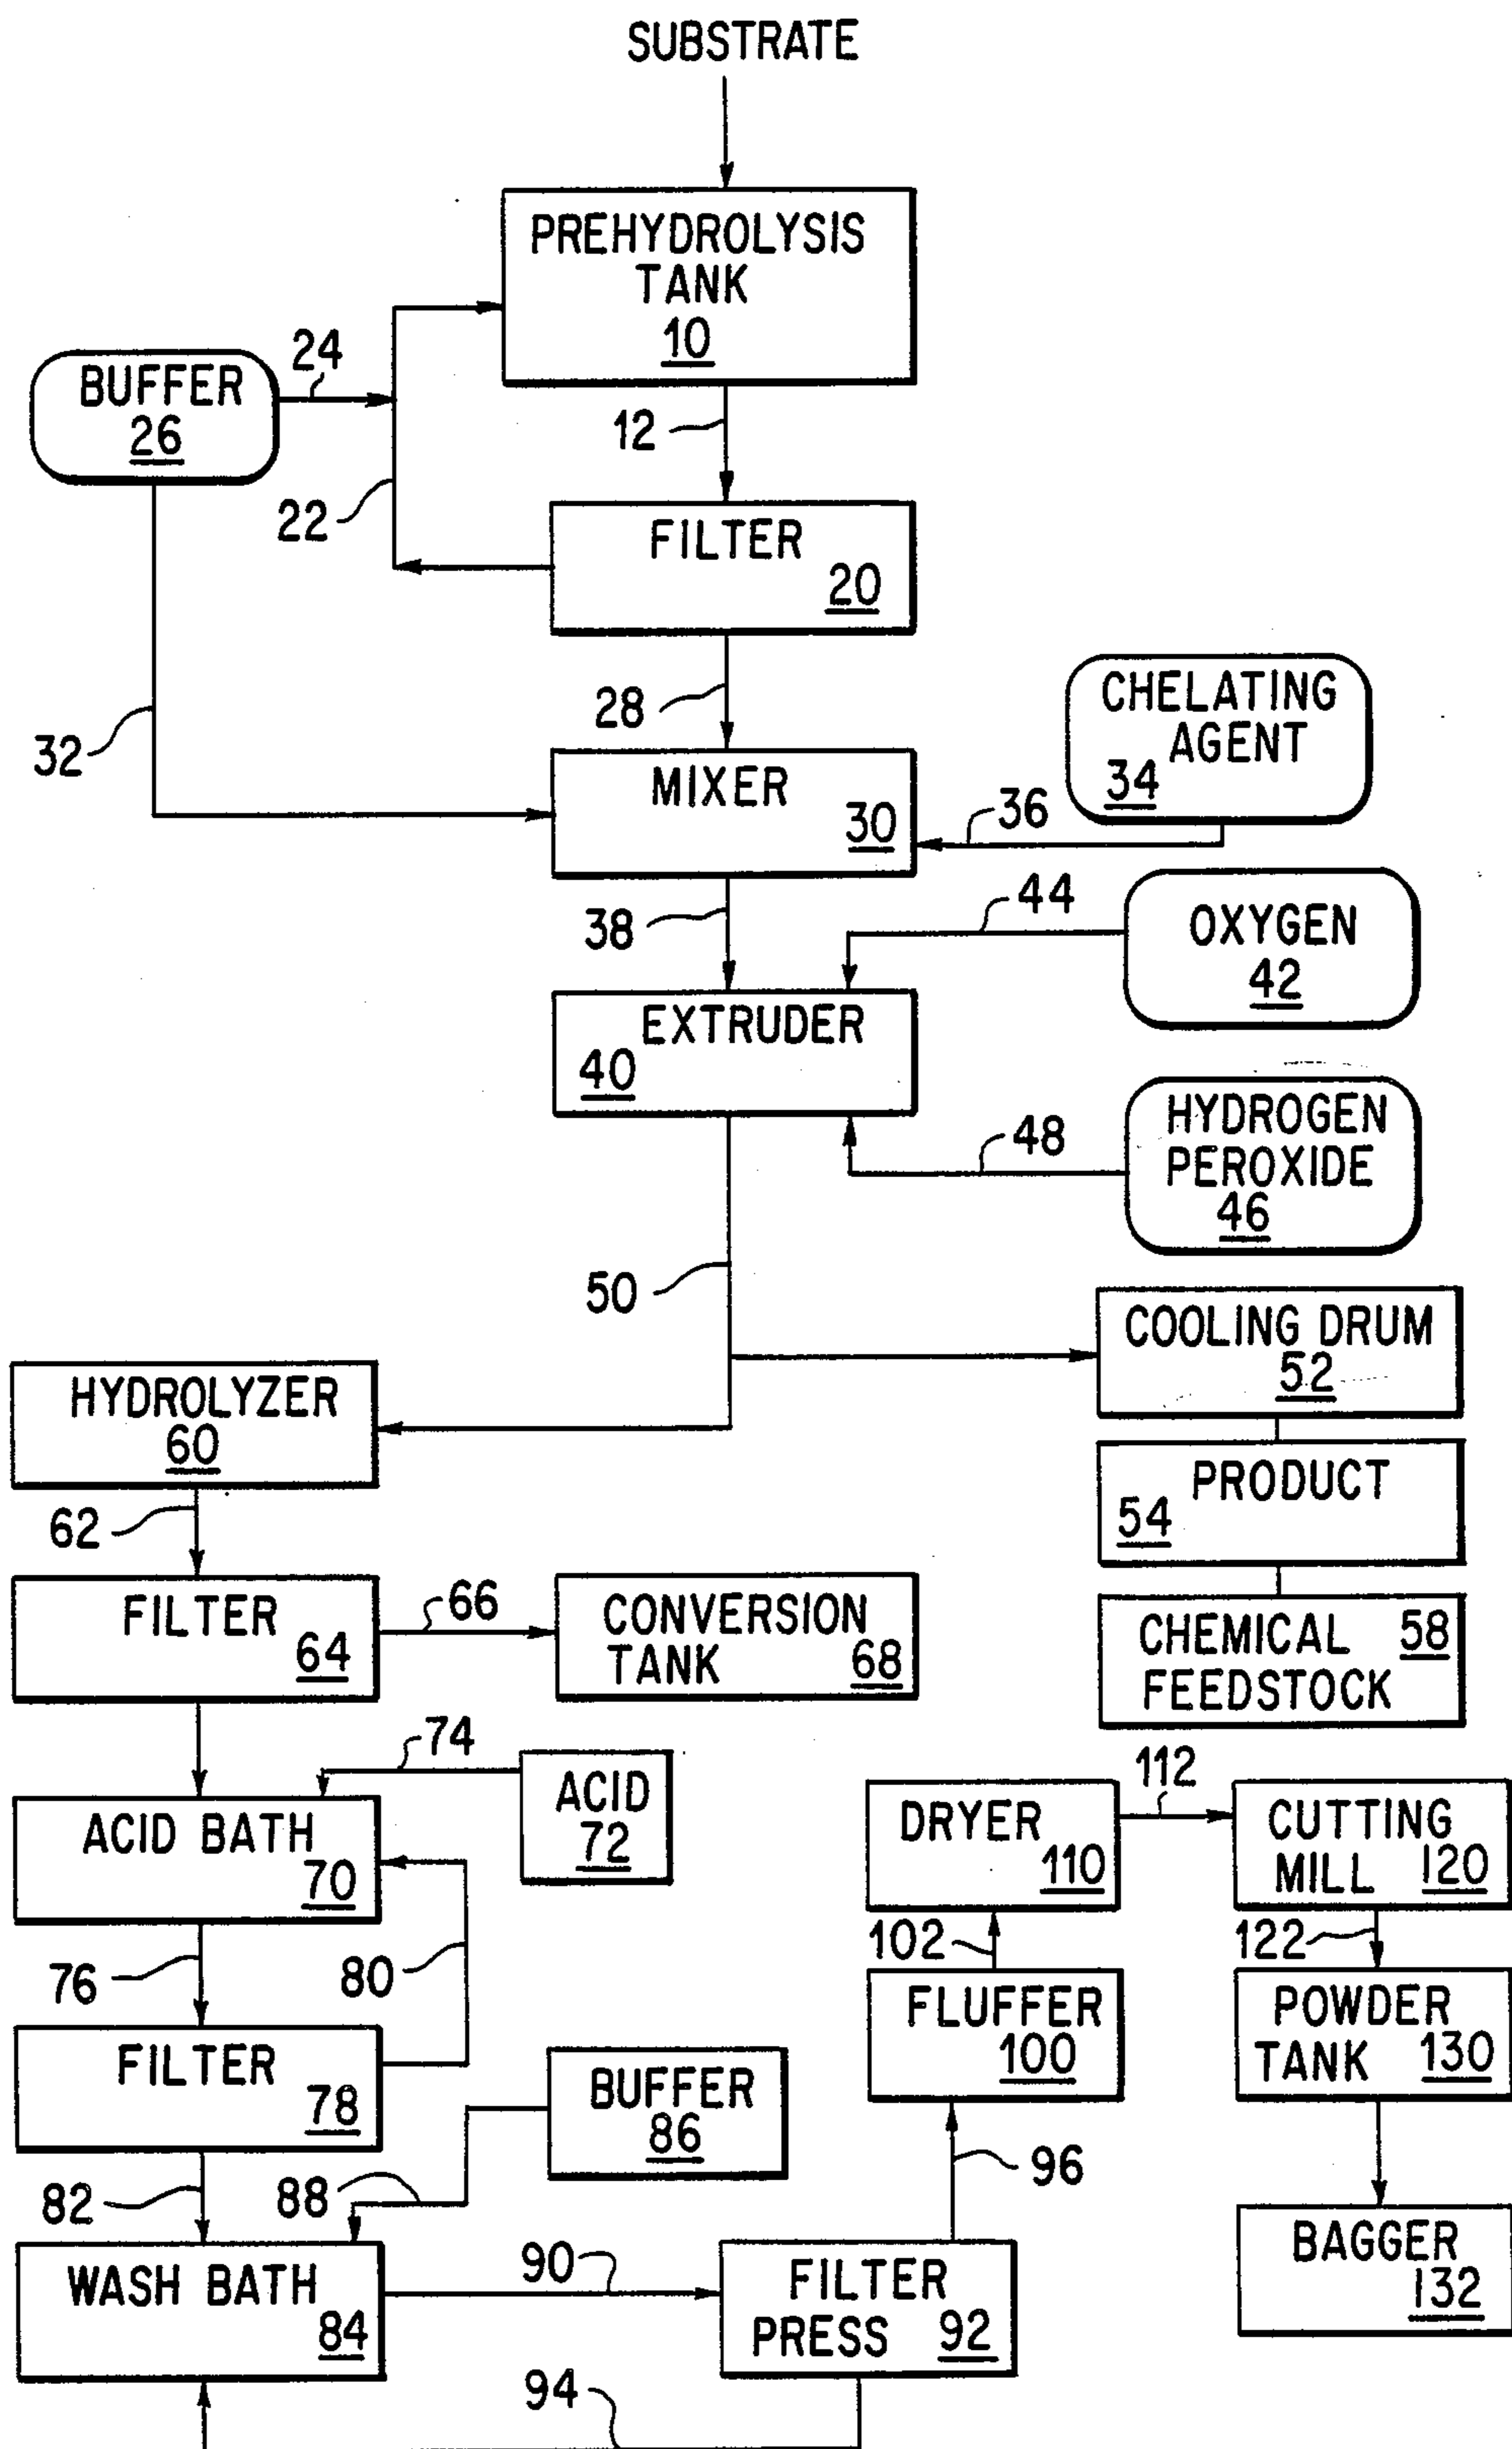 SUBSTRATE
PREHYDROLYSIS
TANK
10
24
BUFFER
26
12
22
FILTER
20
28
CHELATING
AGENT
34
32
MIXER
30
36
38
44
OXYGEN
42
EXTRUDER
40
48
HYDROGEN
PEROXIDE
46
50
COOLING DRUM
52
HYDROLYZER
60
PRODUCT
54
62
FILTER
64
66
CONVERSION
TANK 68
CHEMICAL 58
FEEDSTOCK
74
ACID
72
112
ACID BATH
70
DRYER
110
CUTTING
MILL 120
76
80
102
122
FILTER
78
BUFFER
86
FLUFFER
100
POWDER
TANK 130
82
88
96
WASH BATH
84
90
FILTER
PRESS 92
BAGGER
132
94